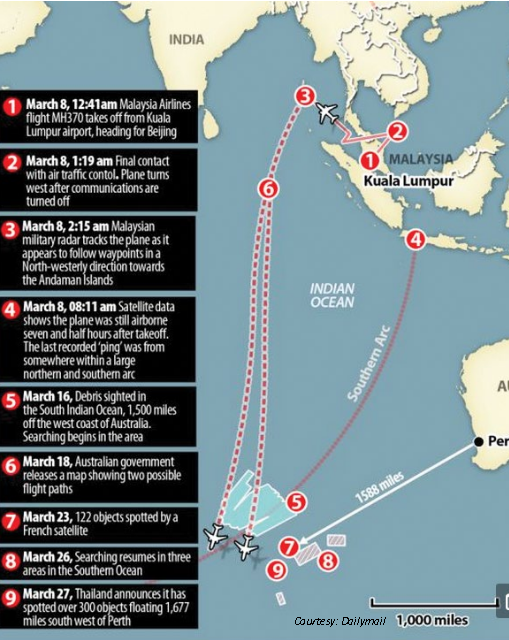 INDIA
1 March 8, 12:41am Malaysia Airlines
flight MH370 takes off from Kuala
Lumpur airport, heading for Beijing
2 March 8, 1:19 am Final contact
with air traffic contol. Plane turns
west after communications are
turned off
3 March 8, 2:15 am Malaysian
military radar tracks the plane as it
appears to follow waypoints in a
North-westerly direction towards
the Andaman Islands
4 March 8, 08:11 am Satellite data
shows the plane was still airborne
seven and half hours after takeoff.
The last recorded ‘ping’ was from
somewhere within a large
northern and southern arc
5 March 16, Debris sighted in
the South Indian Ocean, 1,500 miles
off the west coast of Australia.
Searching begins in the area
6 March 18, Australian government
releases a map showing two possible
flight paths
7 March 23, 122 objects spotted by a
French satellite
8 March 26, Searching resumes in three
areas in the Southern Ocean
9 March 27, Thailand announces it has
spotted over 300 objects floating 1,677
miles south west of Perth
3
2
1
MALAYSIA
Kuala Lumpur
6
4
INDIAN
OCEAN
Southern Arc
AU
Per
1588 miles
5
7
8
9
Courtesy: Dailymail
1,000 miles